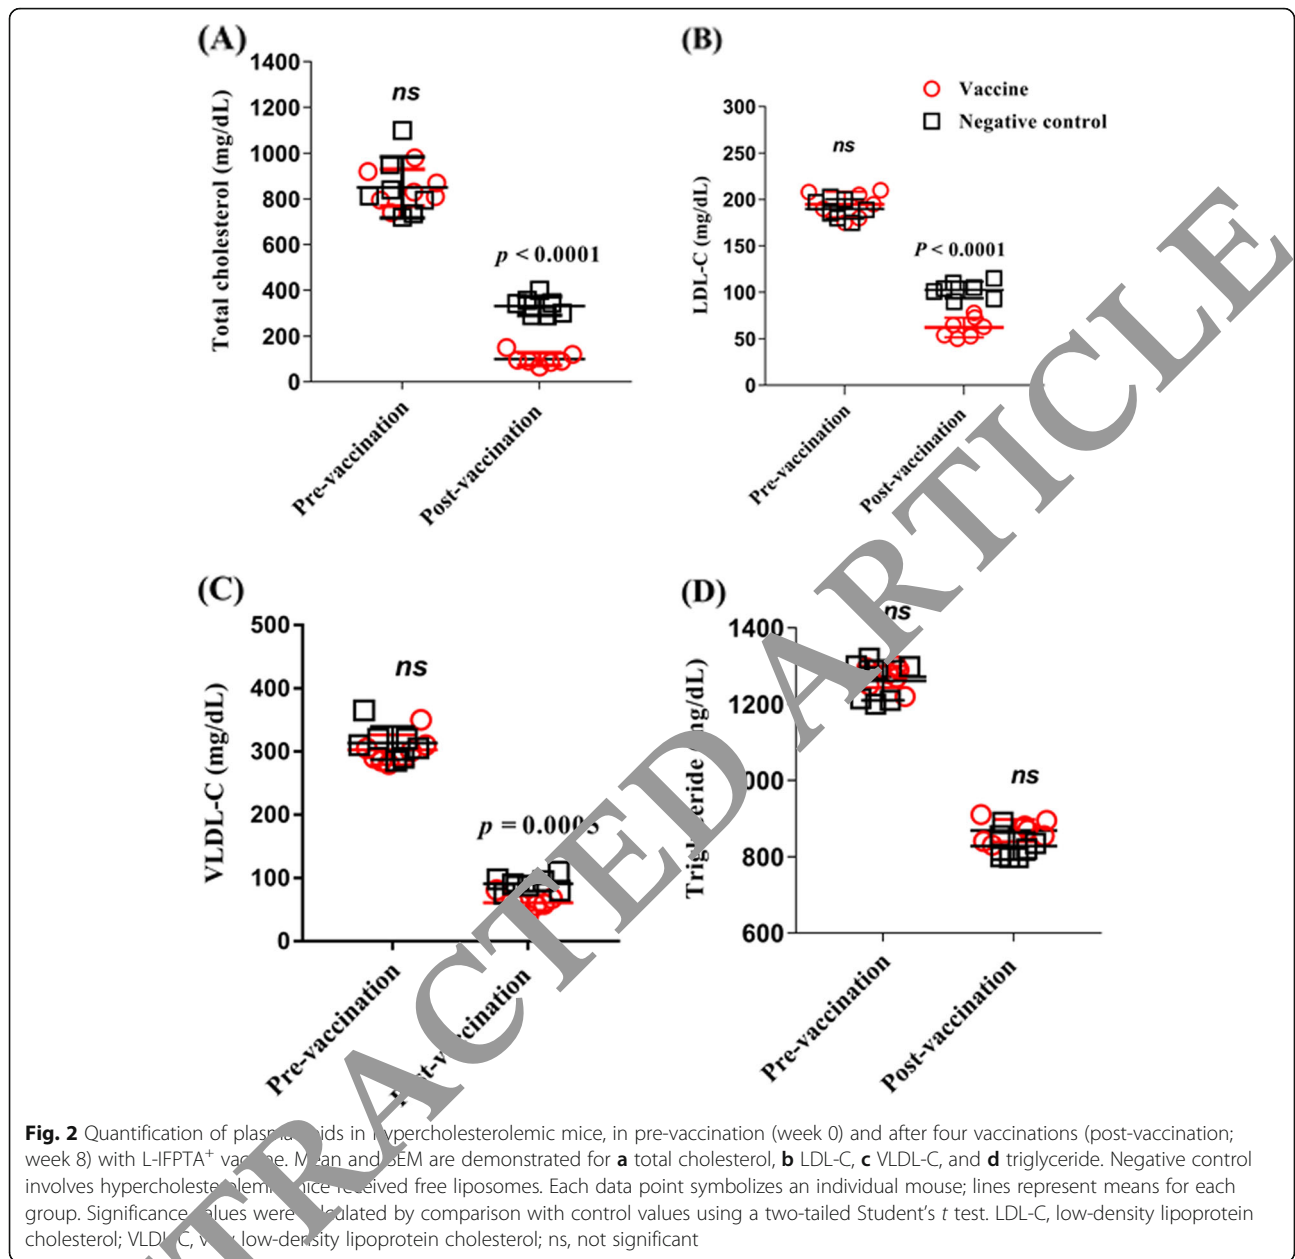 (A)
1400
1200
1000
800
600
400
200
0
Total cholesterol (mg/dL)
ns
p < 0.0001
Pre-vaccination
Post-vaccination
(B)
Vaccine
Negative control
300
250
200
150
100
50
0
LDL-C (mg/dL)
ns
P < 0.0001
Pre-vaccination
Post-vaccination
(C)
500
400
300
200
100
0
VLDL-C (mg/dL)
ns
p = 0.0005
Pre-vaccination
(D)
1400
1200
800
600
ns
ns
Pre-vaccination
Post-vaccination
Fig. 2 Quantification of in hypercholesterolemic mice, in pre-vaccination (week 0) and after four vaccinations (post-vaccination;
week 8) with L-IFPTA+ Mean and SEM are demonstrated for a total cholesterol, b LDL-C, c VLDL-C, and d triglyceride. Negative control
involves mice received free liposomes. Each data point symbolizes an individual mouse; lines represent means for each
group. Significance values were calculated by comparison with control values using a two-tailed Student's t test. LDL-C, low-density lipoprotein
cholesterol; low-density lipoprotein cholesterol; ns, not significant
TRACTED ARTICLE